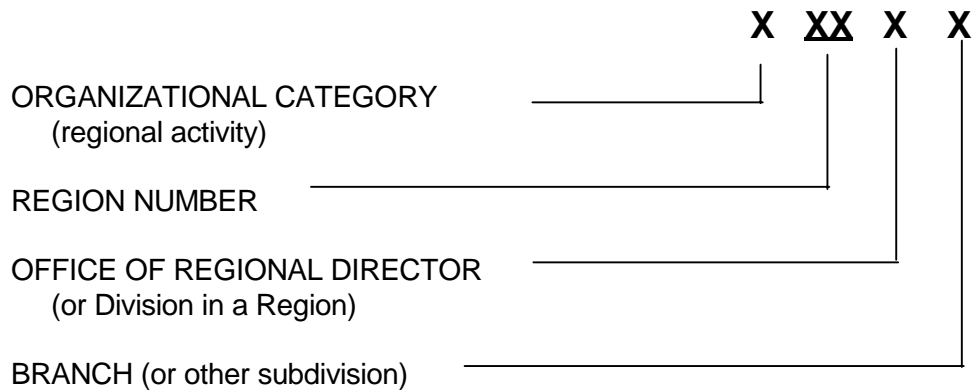 X XX X X
ORGANIZATIONAL CATEGORY
(regional activity)
REGION NUMBER
OFFICE OF REGIONAL DIRECTOR
(or Division in a Region)
BRANCH (or other subdivision)